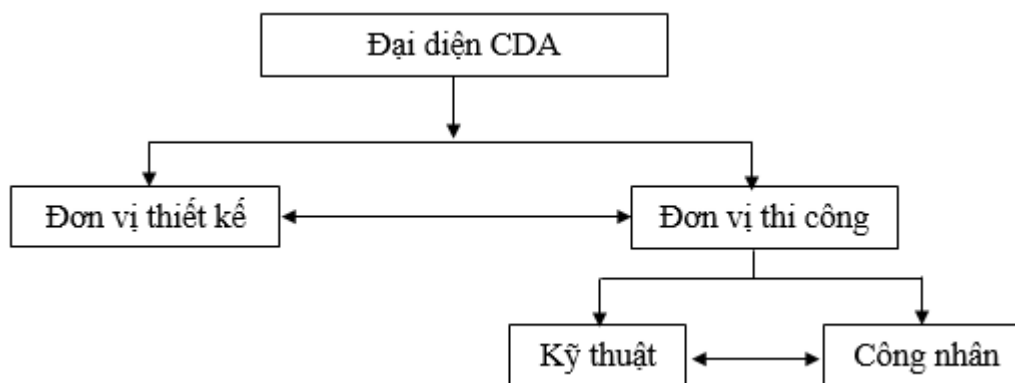 Đại diện CDA
Đơn vị thiết kế
Đơn vị thi công
Kỹ thuật
Công nhân